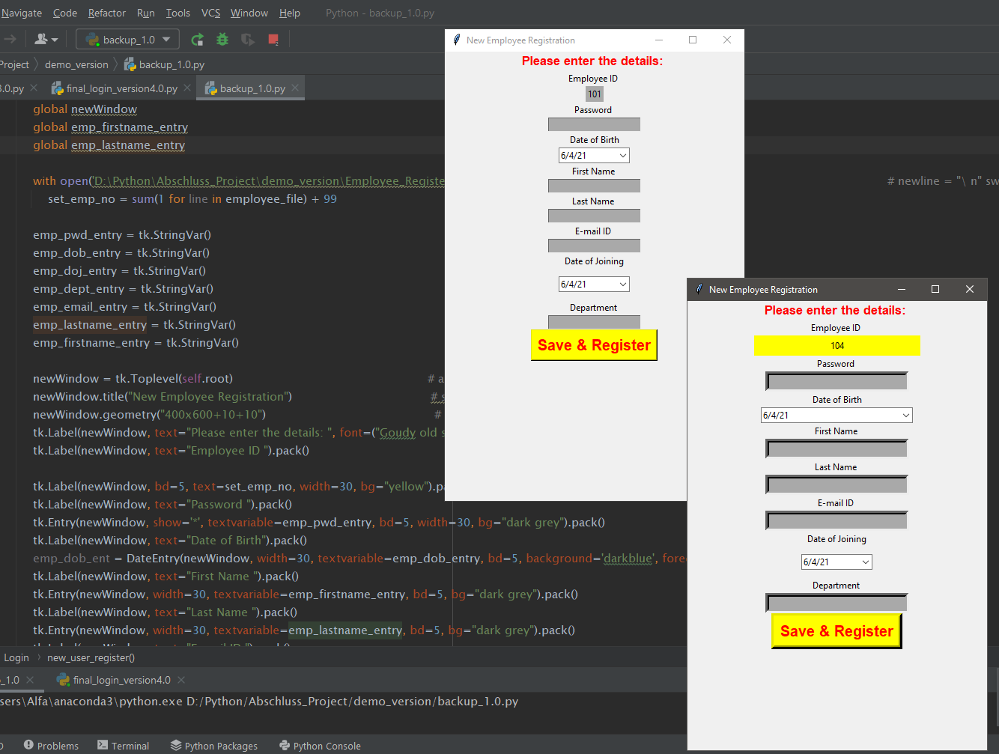 Navigate Code Refactor Run Tools VCS Window Help Python - backup_1.0.py
backup_1.0
Project demo_version backup_1.0.py
3.0.py final_login_version4.0.py backup_1.0.py
global newWindow
global emp_firstname_entry
global emp_lastname_entry
with open('D:\Python\Abschluss_Project\demo_version\Employee_Registe # newline = "\ n" sw
set_emp_no = sum(1 for line in employee_file) + 99
emp_pwd_entry = tk.StringVar()
emp_dob_entry = tk.StringVar()
emp_doj_entry = tk.StringVar()
emp_dept_entry = tk.StringVar()
emp_email_entry = tk.StringVar()
emp_lastname_entry = tk.StringVar()
emp_firstname_entry = tk.StringVar()
newWindow = tk.Toplevel(self.root) # a
newWindow.title("New Employee Registration") # s
newWindow.geometry("400x600+10+10") #
tk.Label(newWindow, text="Please enter the details: ", font=("Goudy old s
tk.Label(newWindow, text="Employee ID ").pack()
tk.Label(newWindow, bd=5, text=set_emp_no, width=30, bg="yellow").pa
tk.Label(newWindow, text="Password ").pack()
tk.Entry(newWindow, show='*', textvariable=emp_pwd_entry, bd=5, width=30, bg="dark grey").pack()
tk.Label(newWindow, text="Date of Birth").pack()
emp_dob_ent = DateEntry(newWindow, width=30, textvariable=emp_dob_entry, bd=5, background='darkblue', fore
tk.Label(newWindow, text="First Name ").pack()
tk.Entry(newWindow, width=30, textvariable=emp_firstname_entry, bd=5, bg="dark grey").pack()
tk.Label(newWindow, text="Last Name ").pack()
tk.Entry(newWindow, width=30, textvariable=emp_lastname_entry, bd=5, bg="dark grey").pack()
Login new_user_register()
_1.0 final_login_version4.0
sers\Alfa\anaconda3\python.exe D:/Python/Abschluss_Project/demo_version/backup_1.0.py
Problems Terminal Python Packages Python Console
New Employee Registration
Please enter the details:
Employee ID
101
Password
Date of Birth
6/4/21
First Name
Last Name
E-mail ID
Date of Joining
6/4/21
Department
Save & Register
New Employee Registration
Please enter the details:
Employee ID
104
Password
Date of Birth
6/4/21
First Name
Last Name
E-mail ID
Date of Joining
6/4/21
Department
Save & Register